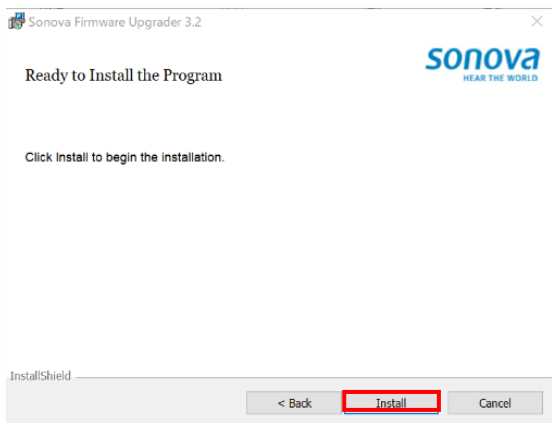 Sonova Firmware Upgrader 3.2
sonova
HEAR THE WORLD
Ready to Install the Program
Click Install to begin the installation.
InstallShield
< Back Install Cancel